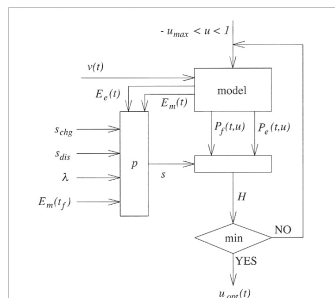 - u_max < u < 1
v(t)
model
E_e(t)
E_m(t)
s_chg
P_f(t,u)
P_e(t,u)
s_dis
p
s
λ
E_m(t_f)
H
min
NO
YES
u_opt(t)